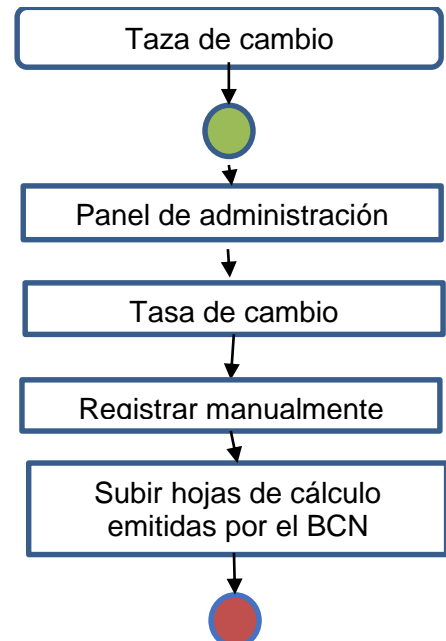 Taza de cambio
Panel de administración
Tasa de cambio
Registrar manualmente
Subir hojas de cálculo
emitidas por el BCN